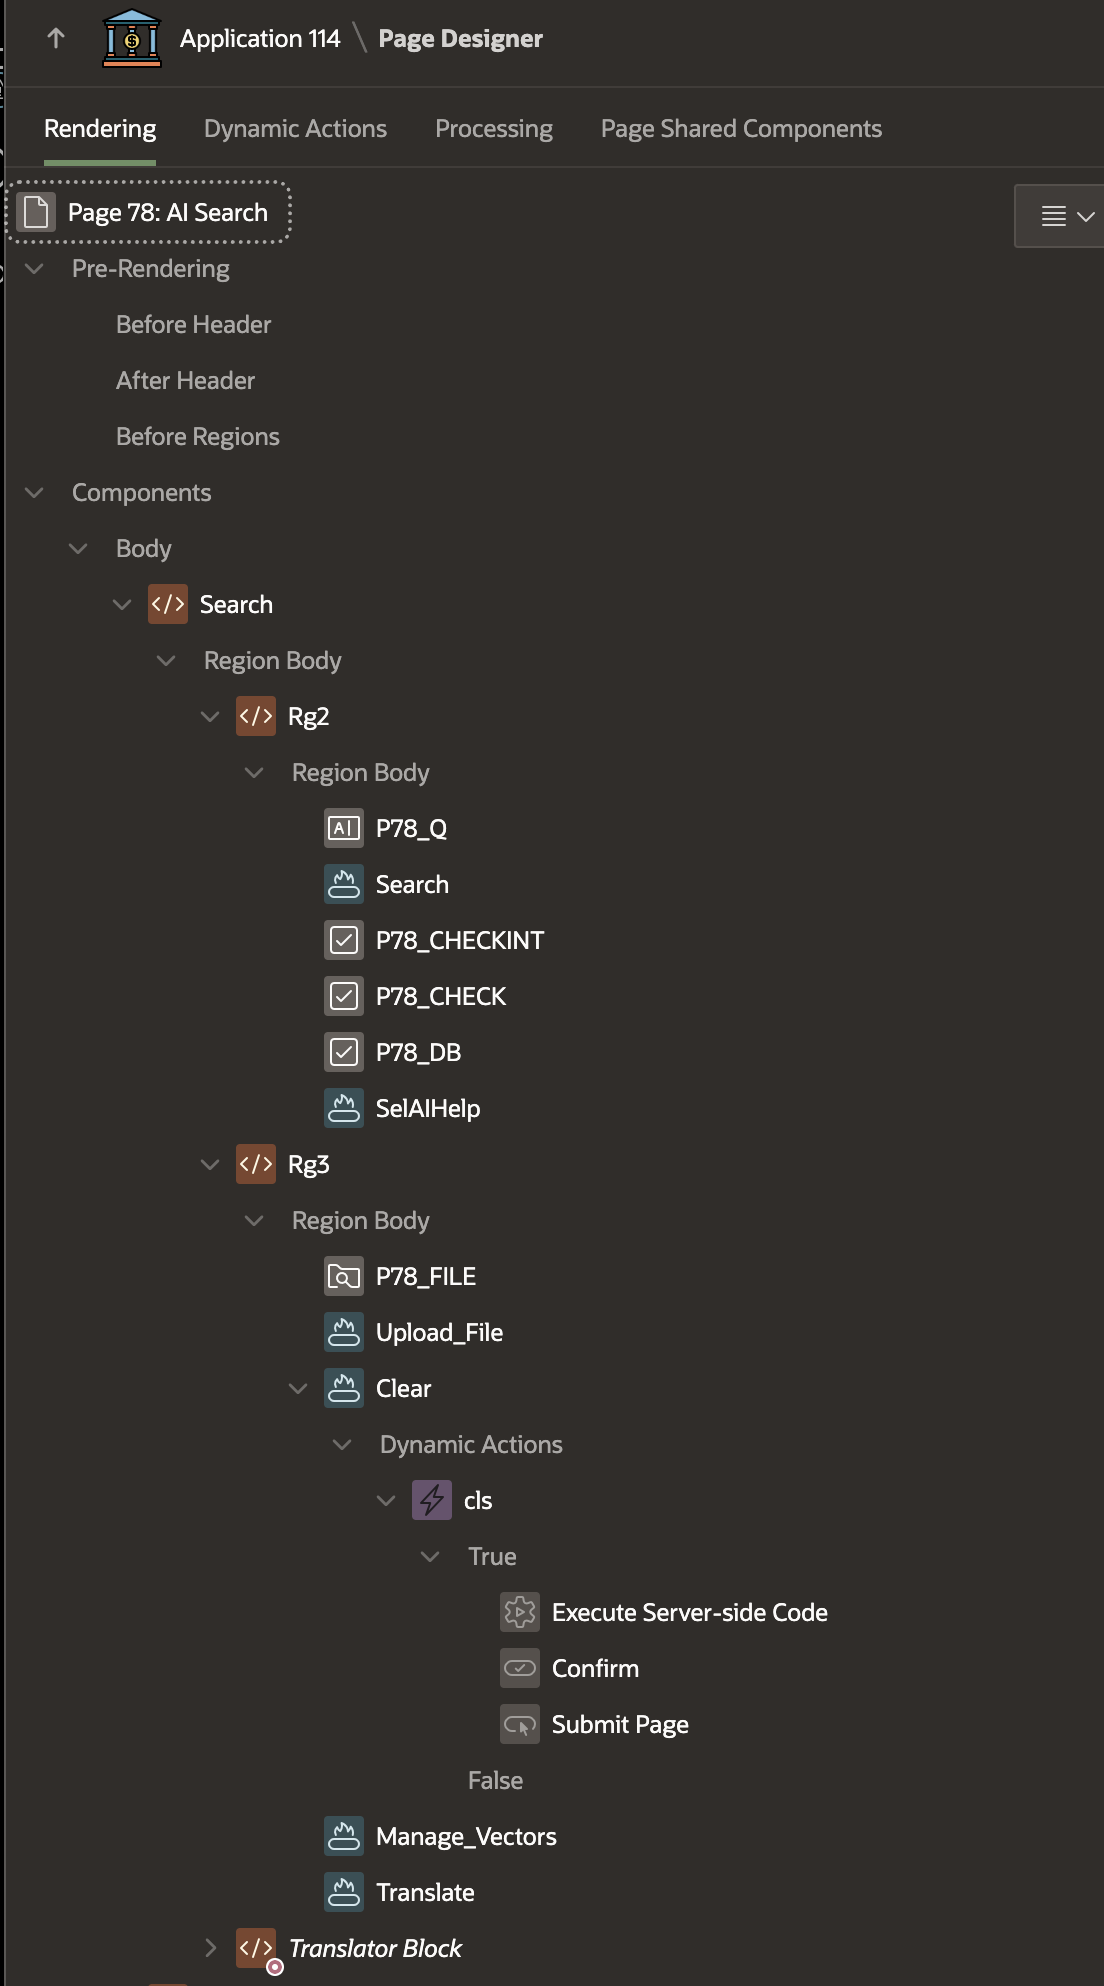 Application 114 \ Page Designer
Rendering Dynamic Actions Processing Page Shared Components
Page 78: AI Search
Pre-Rendering
Before Header
After Header
Before Regions
Components
Body
</> Search
Region Body
</> Rg2
Region Body
A| P78_Q
Search
P78_CHECKINT
P78_CHECK
P78_DB
SelAIHelp
</> Rg3
Region Body
P78_FILE
Upload_File
Clear
Dynamic Actions
cls
True
Execute Server-side Code
Confirm
Submit Page
False
Manage_Vectors
Translate
</> Translator Block